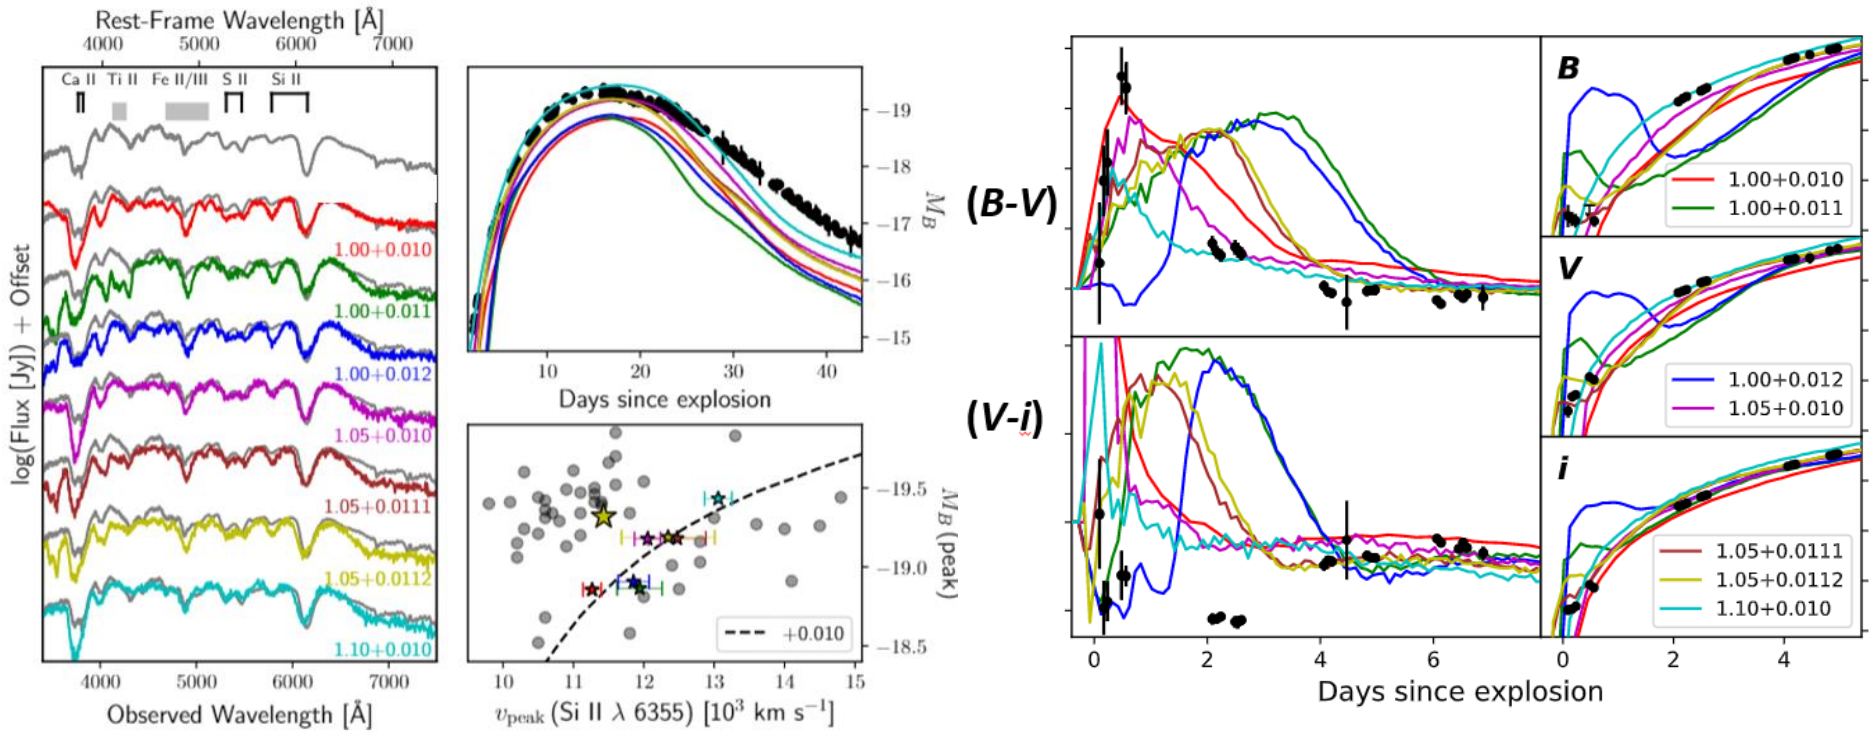 Rest-Frame Wavelength [Å]
4000 5000 6000 7000
Ca II Ti II Fe II/III S II Si II
1.00+0.010
1.00+0.011
1.00+0.012
1.05+0.010
1.05+0.0111
1.05+0.0112
1.10+0.010
log(Flux [Jy]) + Offset
4000 5000 6000 7000
Observed Wavelength [Å]
−19
−18
−17
−16
−15
M_B
10 20 30 40
Days since explosion
−19.5
−19.0
−18.5
M_B (peak)
+0.010
10 11 12 13 14 15
v_peak (Si II λ 6355) [10³ km s⁻¹]
(B-V)
(V-i)
0 2 4 6
B
1.00+0.010
1.00+0.011
V
1.00+0.012
1.05+0.010
i
1.05+0.0111
1.05+0.0112
1.10+0.010
0 2 4
Days since explosion